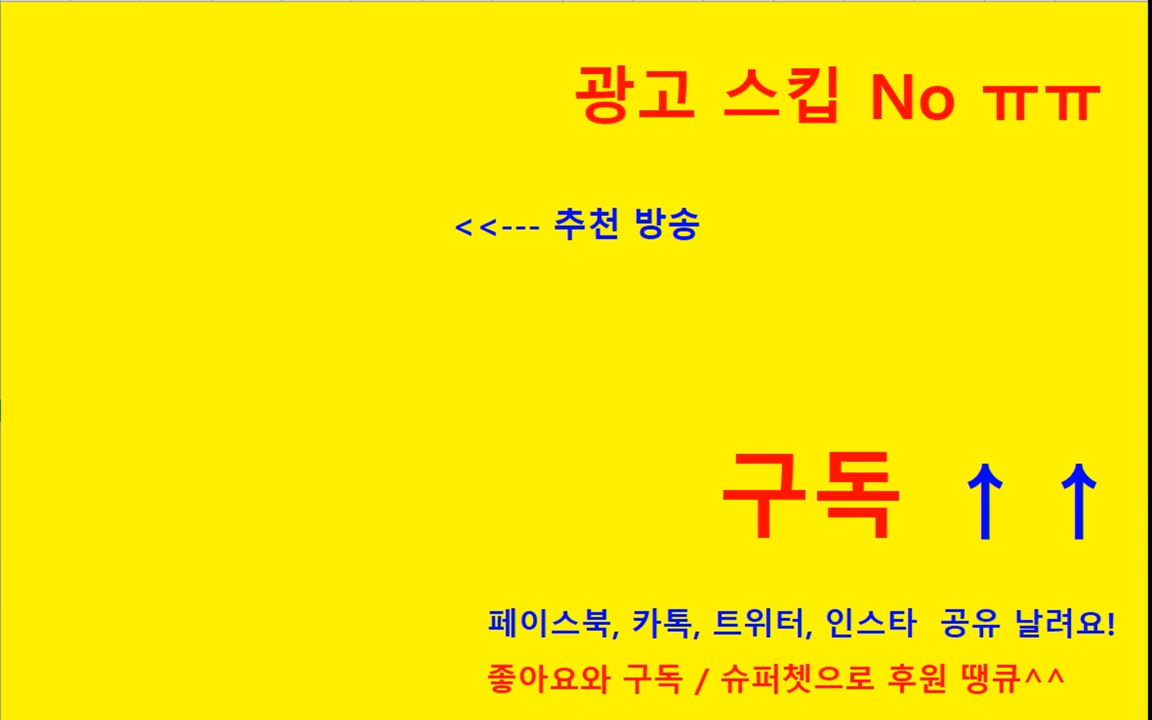 광고 스킵 No ㅠㅠ
<<--- 추천 방송
구독 ↑ ↑
페이스북, 카톡, 트위터, 인스타 공유 날려요!
좋아요와 구독 / 슈퍼쳇으로 후원 땡큐^^